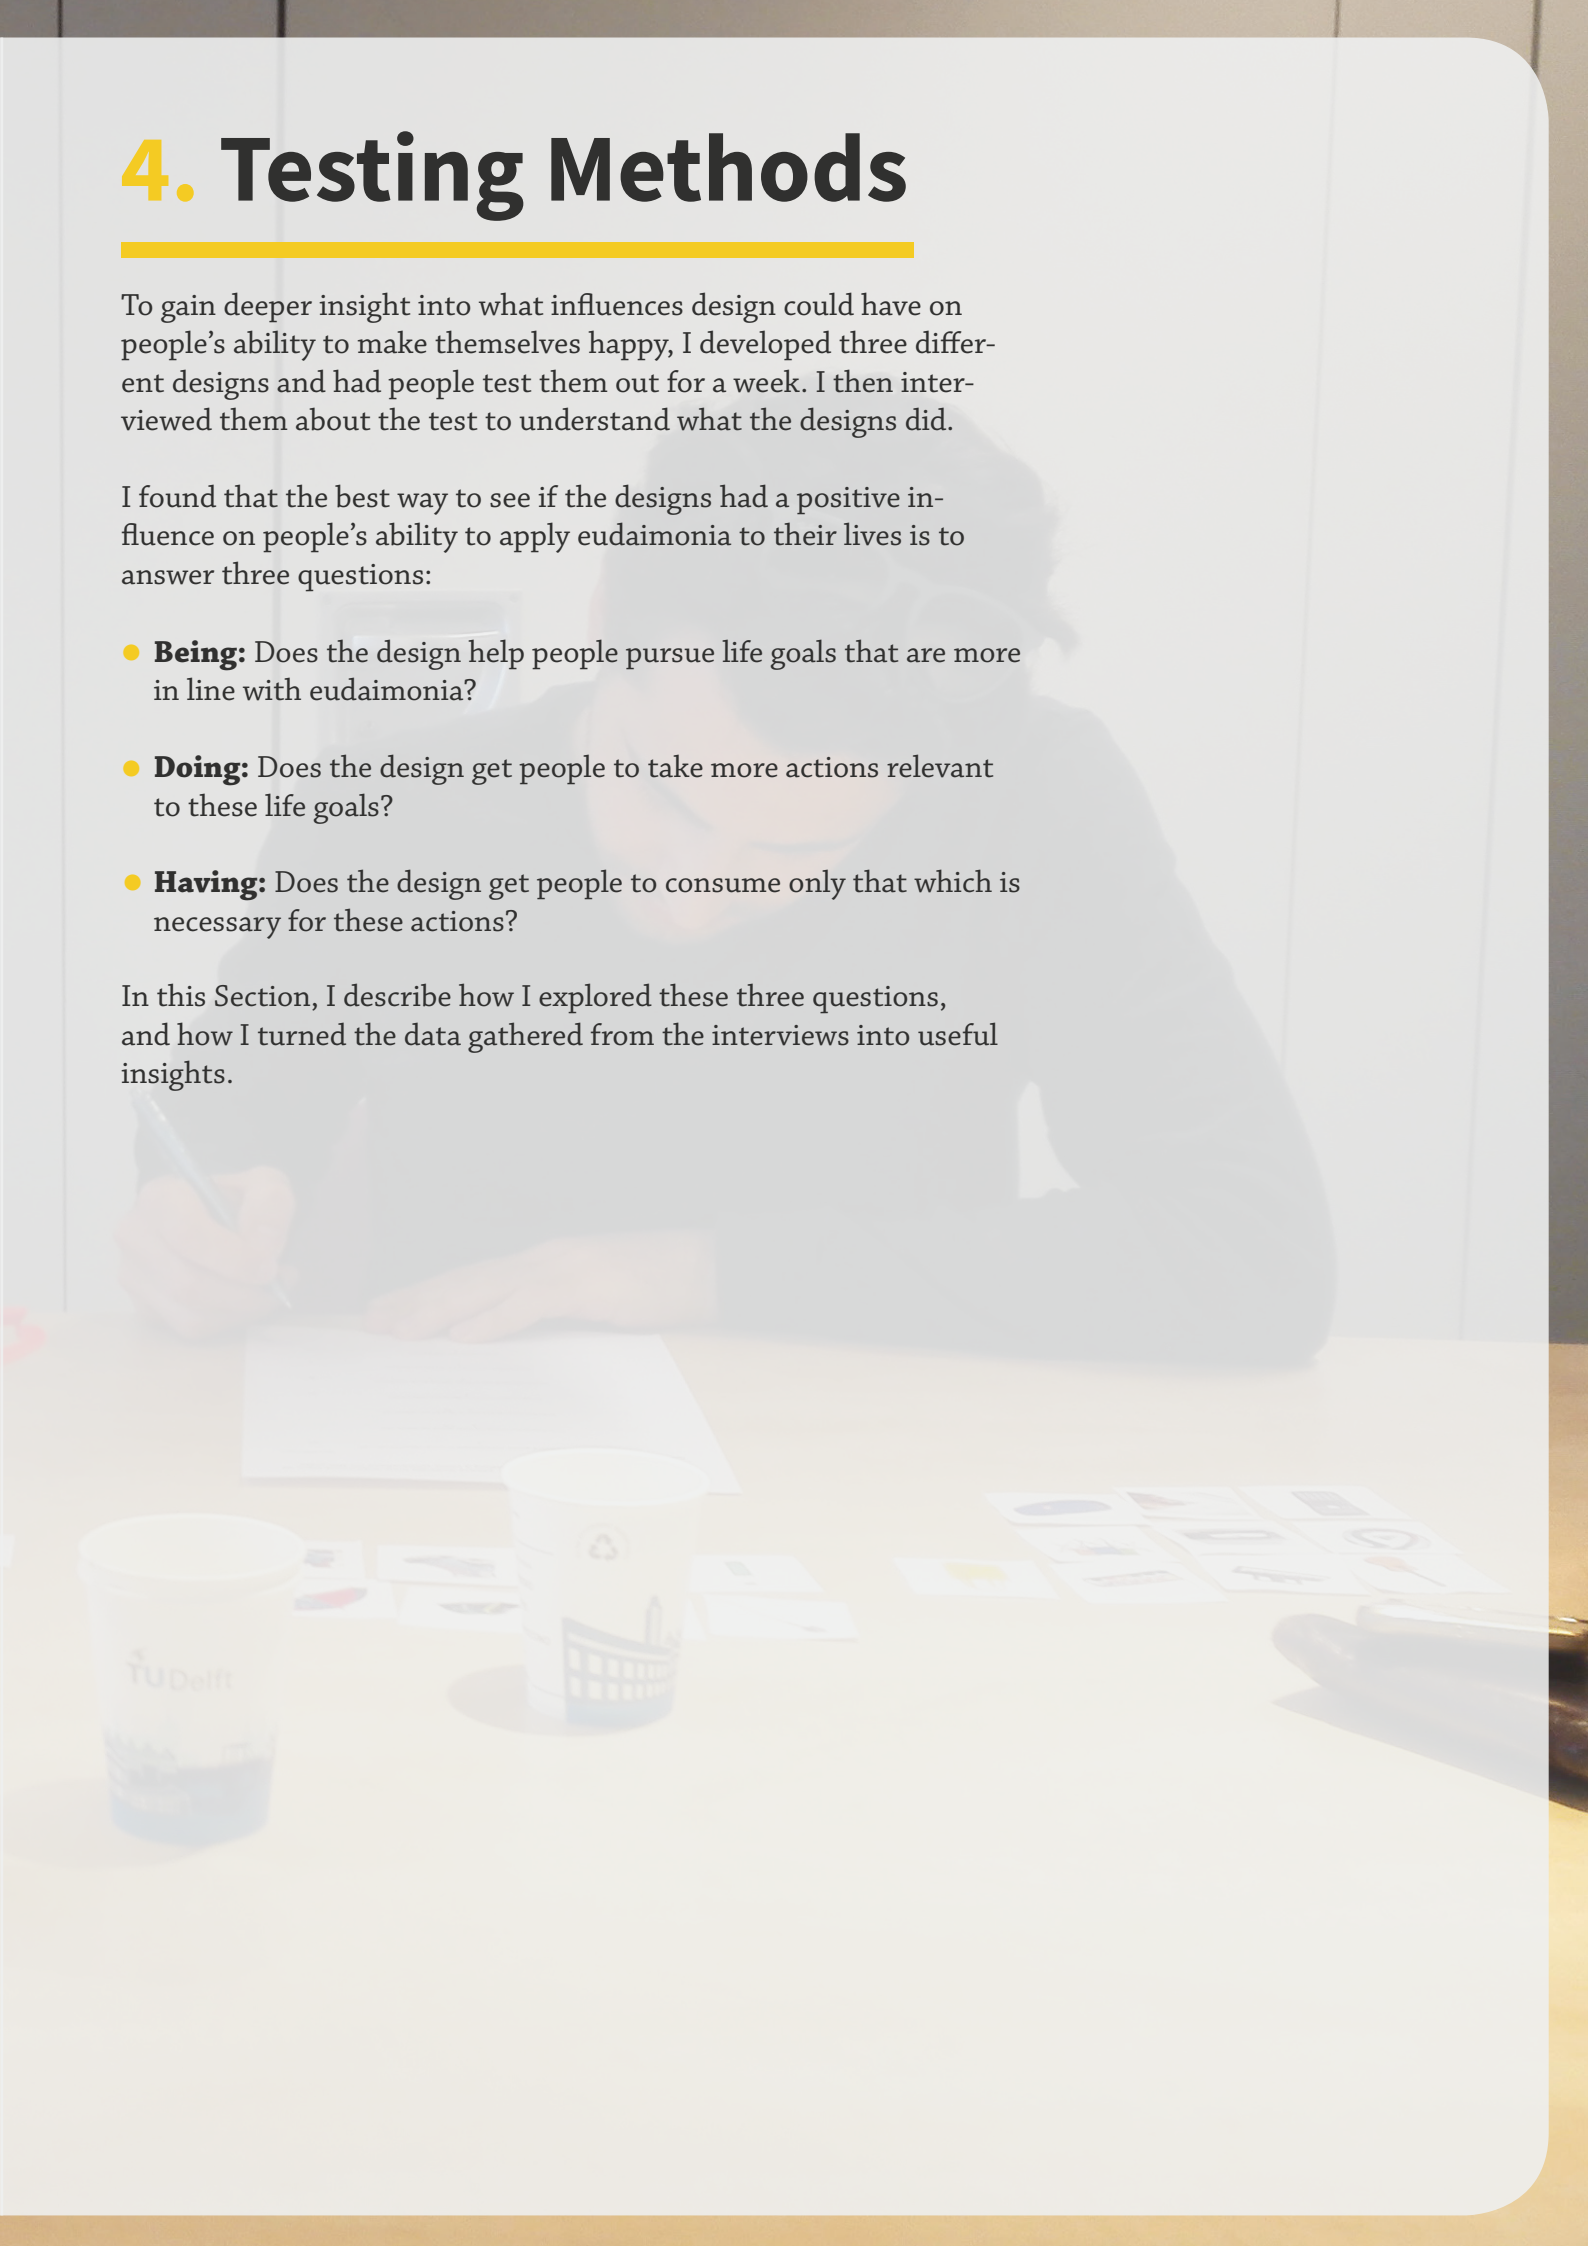 4. Testing Methods
To gain deeper insight into what influences design could have on
people's ability to make themselves happy, I developed three differ-
ent designs and had people test them out for a week. I then inter-
viewed them about the test to understand what the designs did.
I found that the best way to see if the designs had a positive in-
fluence on people's ability to apply eudaimonia to their lives is to
answer three questions:
Being: Does the design help people pursue life goals that are more
in line with eudaimonia?
Doing: Does the design get people to take more actions relevant
to these life goals?
Having: Does the design get people to consume only that which is
necessary for these actions?
In this Section, I describe how I explored these three questions,
and how I turned the data gathered from the interviews into useful
insights.
TU Delft